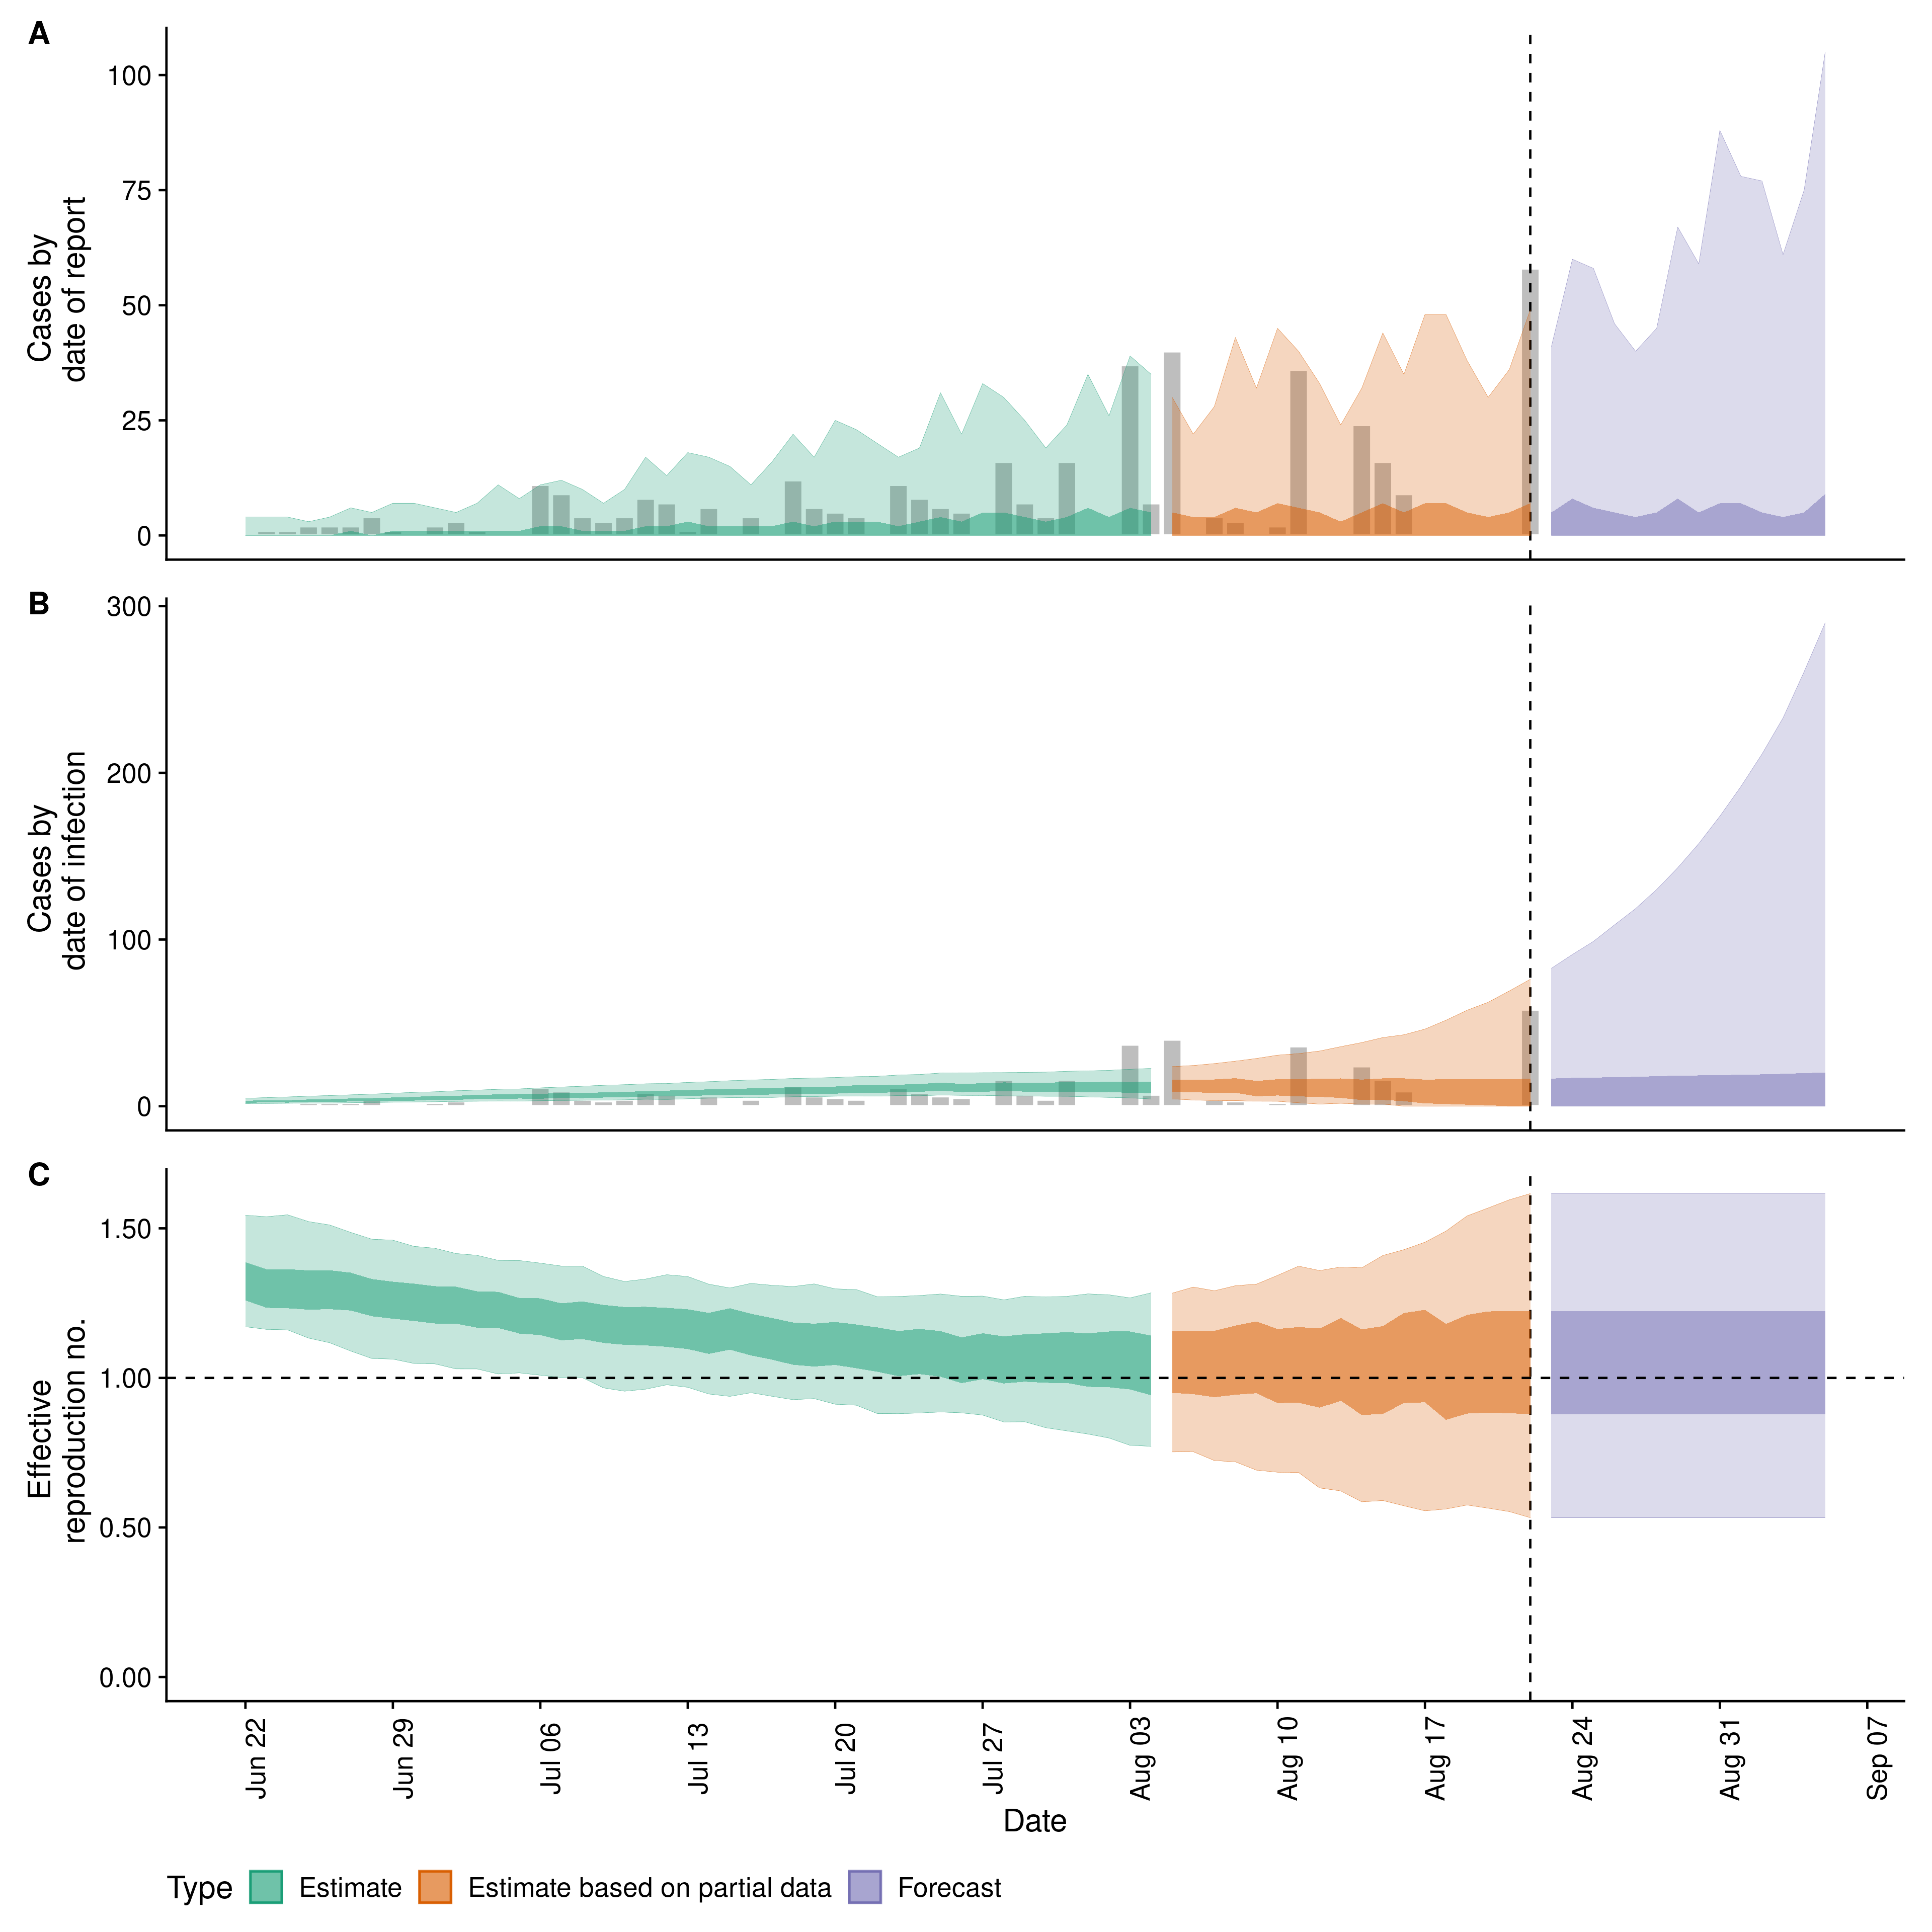 A
Cases by
date of report
100
75
50
25
0
B
Cases by
date of infection
300
200
100
0
C
Effective
reproduction no.
1.50
1.00
0.50
0.00
Jun 22
Jun 29
Jul 06
Jul 13
Jul 20
Jul 27
Aug 03
Aug 10
Aug 17
Aug 24
Aug 31
Sep 07
Date
Type Estimate Estimate based on partial data Forecast